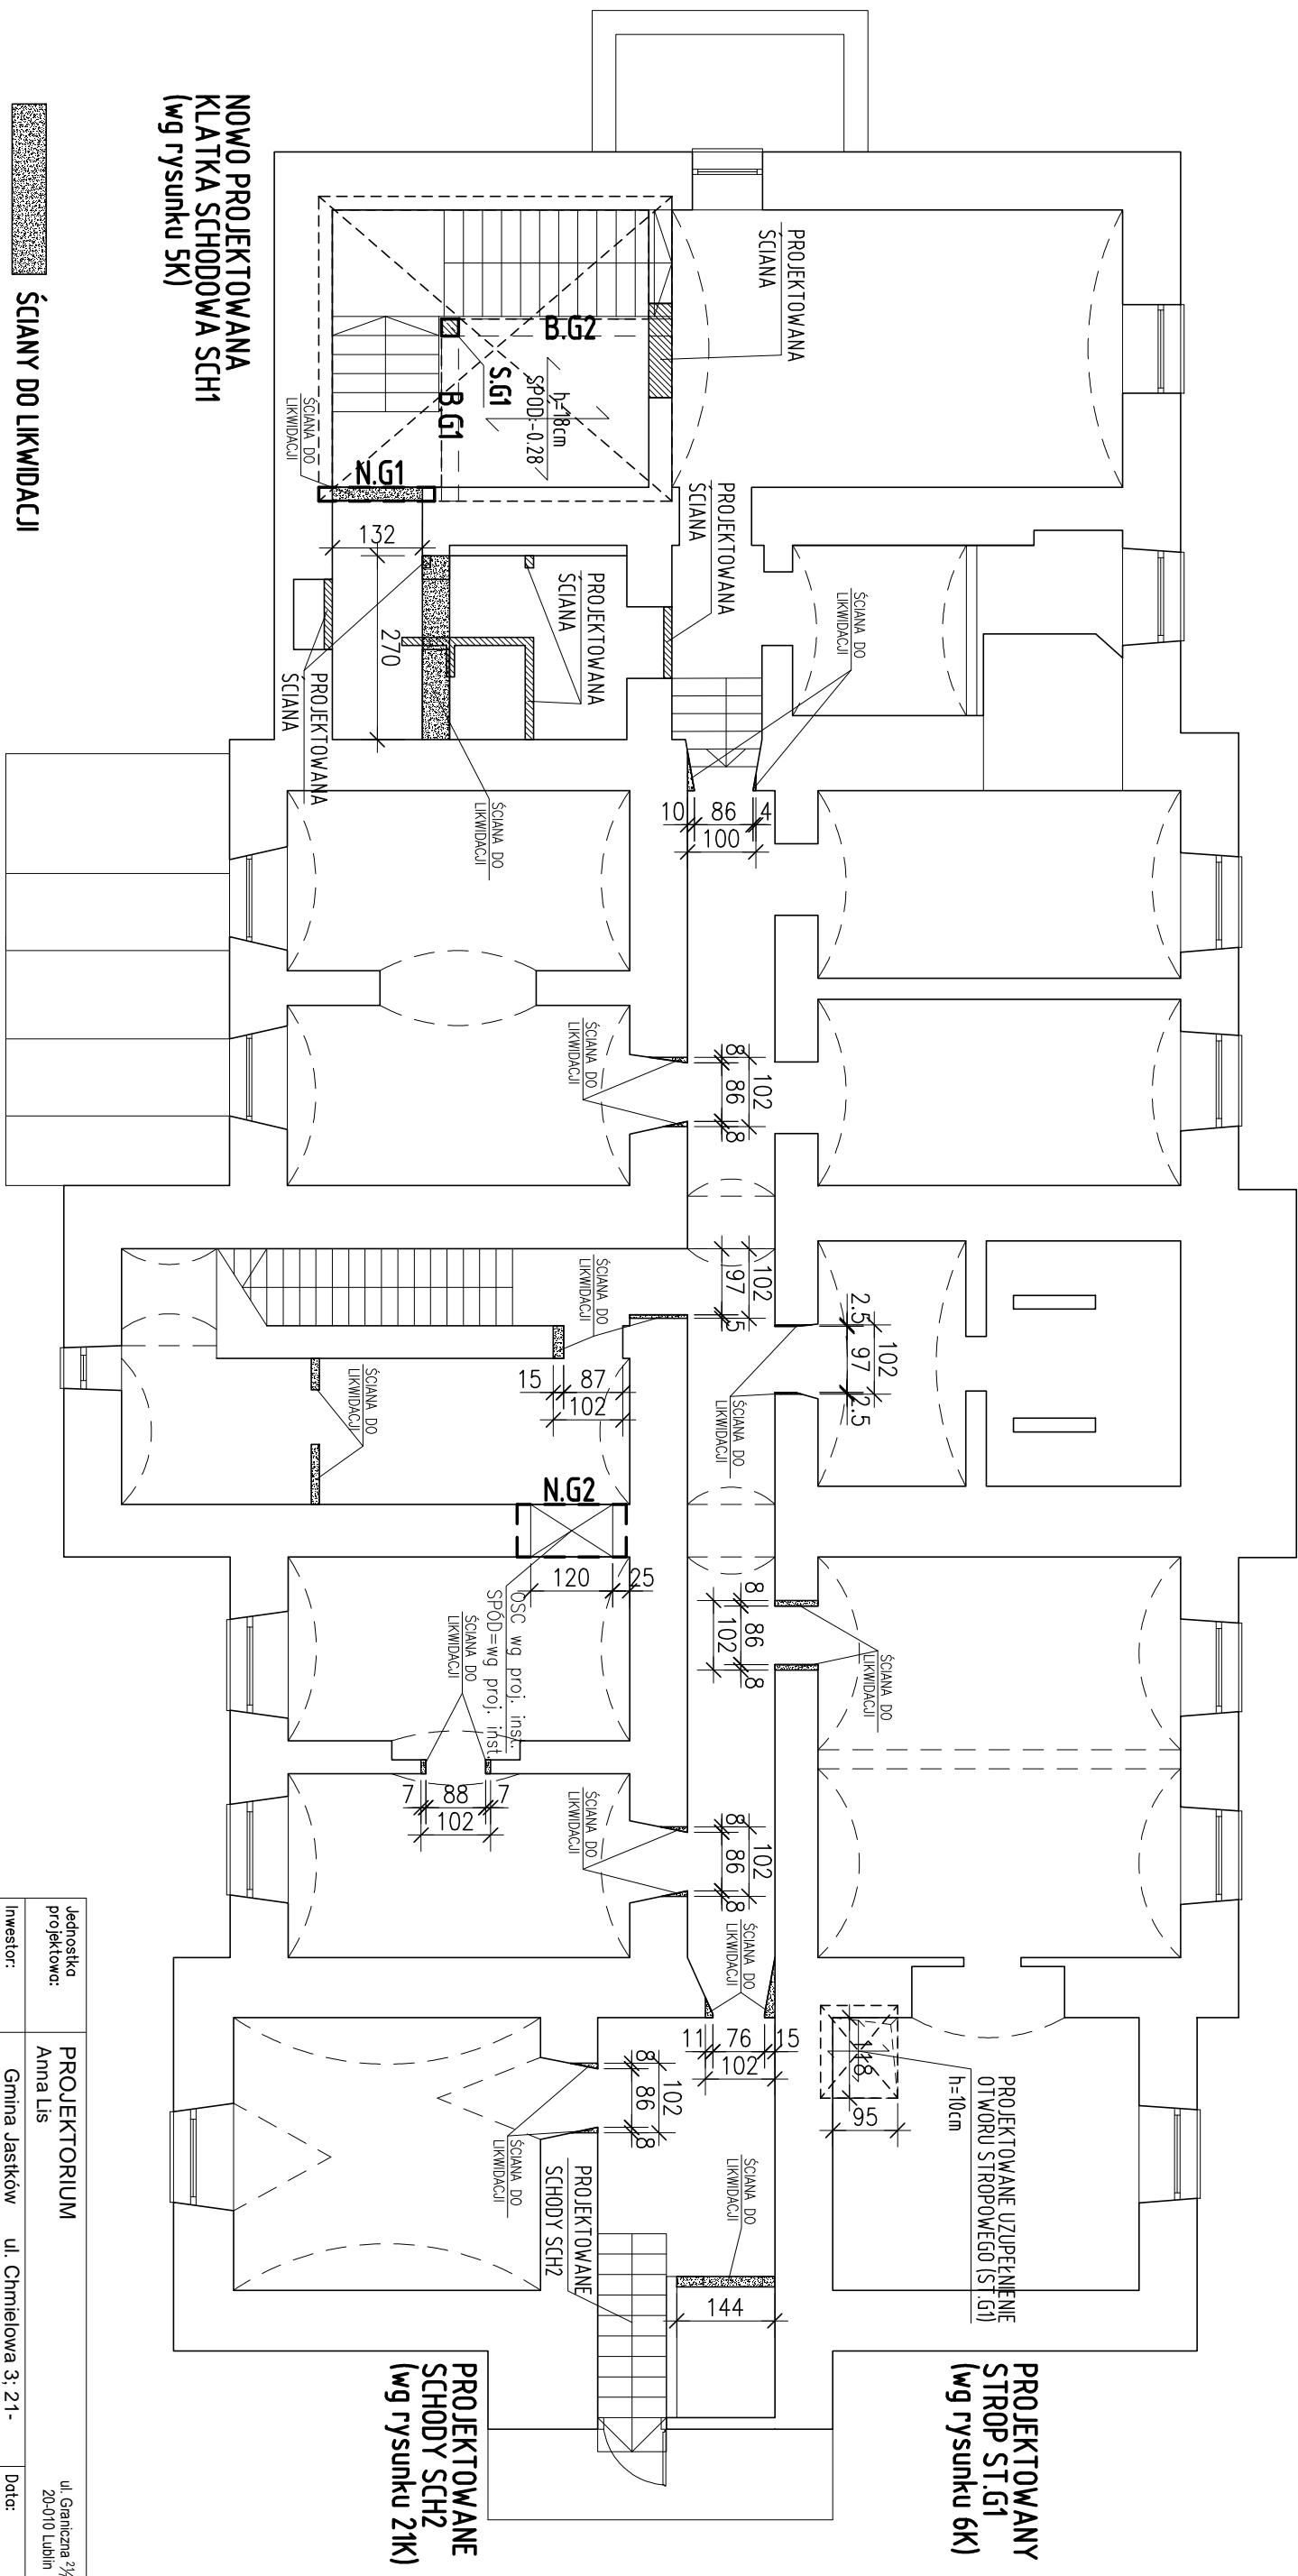 NOWO PROJEKTOWANA
KLATKA SCHODOWA SCH1
(wg rysunku 5K)
ŚCIANY DO LIKWIDACJI
PROJEKTOWANA
ŚCIANA
B.G2
S.G1
h=18cm
SPÓD:-0.28
B.G1
N.G1
ŚCIANA DO
LIKWIDACJI
132
270
PROJEKTOWANA
ŚCIANA
PROJEKTOWANA
ŚCIANA
PROJEKTOWANA
ŚCIANA
ŚCIANA DO
LIKWIDACJI
ŚCIANA DO
LIKWIDACJI
10
86
4
100
ŚCIANA DO
LIKWIDACJI
8
86
8
102
102
97
5
ŚCIANA DO
LIKWIDACJI
2.5
97
2.5
102
ŚCIANA DO
LIKWIDACJI
15
87
102
ŚCIANA DO
LIKWIDACJI
N.G2
120
25
OŚĆ wg proj. inst.
SPÓD=wg proj. inst.
8
86
8
102
ŚCIANA DO
LIKWIDACJI
ŚCIANA DO
LIKWIDACJI
7
88
7
102
ŚCIANA DO
LIKWIDACJI
8
86
8
102
ŚCIANA DO
LIKWIDACJI
11
76
15
102
118
95
PROJEKTOWANE UZUPEŁNIENIE
OTWORU STROPOWEGO (ST.G1)
h=10cm
8
86
8
102
ŚCIANA DO
LIKWIDACJI
ŚCIANA DO
LIKWIDACJI
PROJEKTOWANE
SCHODY SCH2
144
PROJEKTOWANY
STROP ST.G1
(wg rysunku 6K)
PROJEKTOWANE
SCHODY SCH2
(wg rysunku 21K)
Jednostka
projektowa:
PROJEKTORIUM
Anna Lis
ul. Graniczna
20-010 Lublin
Inwestor:
Gmina Jastków ul. Chmielowa 3; 21-
Data: